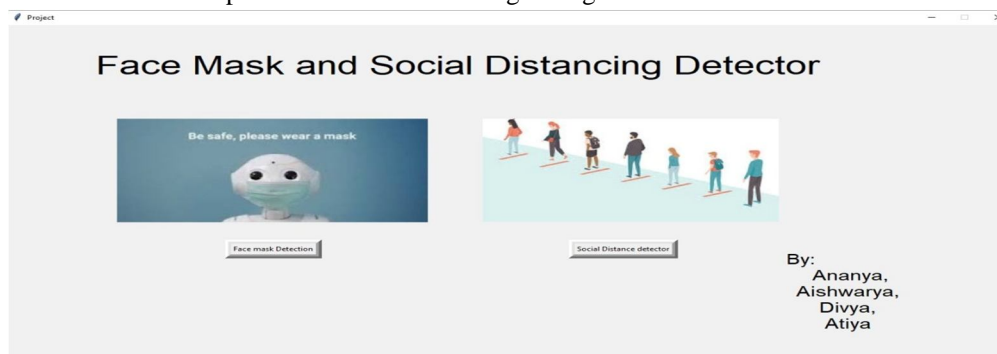 Project
Face Mask and Social Distancing Detector
Be safe, please wear a mask
Face mask Detection
Social Distance detector
By:
Ananya,
Aishwarya,
Divya,
Atiya